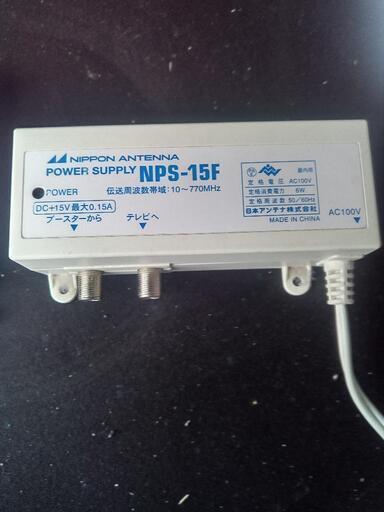 NIPPON ANTENNA
POWER SUPPLY NPS-15F
POWER
伝送周波数帯域：10～770MHz
DC+15V 最大0.15A
ブースターから
テレビへ
屋内用
定格電圧 AC100V
定格消費電力 6W
定格周波数 50/60Hz
日本アンテナ株式会社
MADE IN CHINA
AC100V